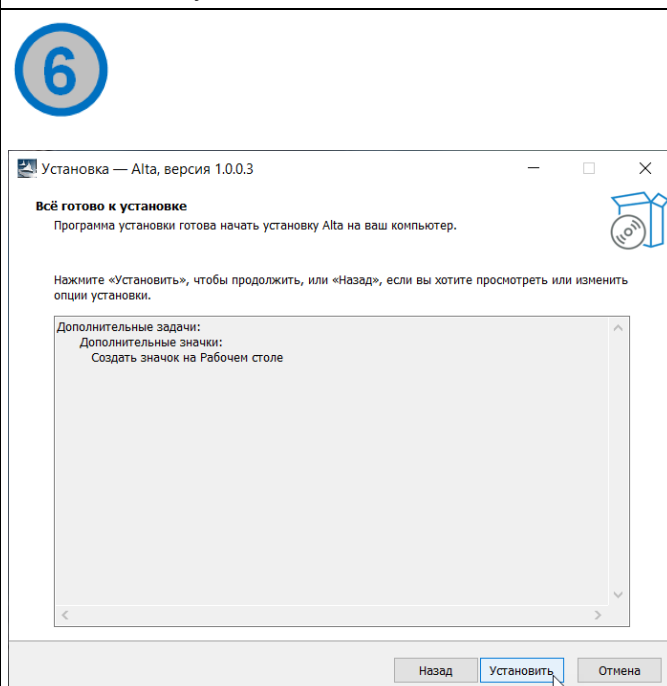 6
Установка — Alta, версия 1.0.0.3
Всё готово к установке
Программа установки готова начать установку Alta на ваш компьютер.
Нажмите «Установить», чтобы продолжить, или «Назад», если вы хотите просмотреть или изменить
опции установки.
Дополнительные задачи:
Дополнительные значки:
Создать значок на Рабочем столе
Назад
Установить
Отмена